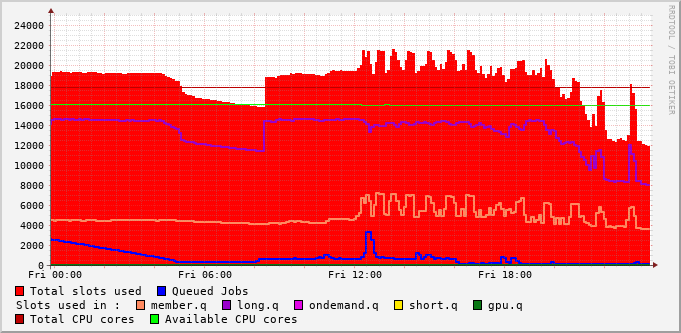 24000
22000
20000
18000
16000
14000
12000
10000
8000
6000
4000
2000
0
Fri 00:00 Fri 06:00 Fri 12:00 Fri 18:00
RRDTOOL / TOBI OETIKER
Total slots used Queued Jobs
Slots used in : member.q long.q ondemand.q short.q gpu.q
Total CPU cores Available CPU cores